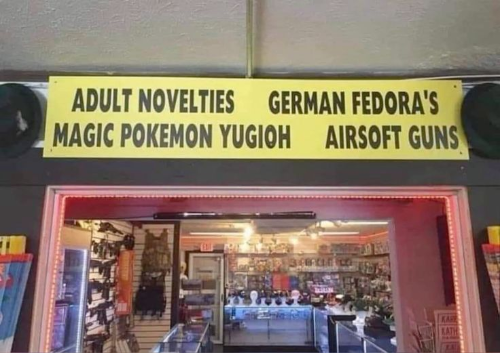 ADULT NOVELTIES GERMAN FEDORA'S
MAGIC POKEMON YUGIOH AIRSOFT GUNS